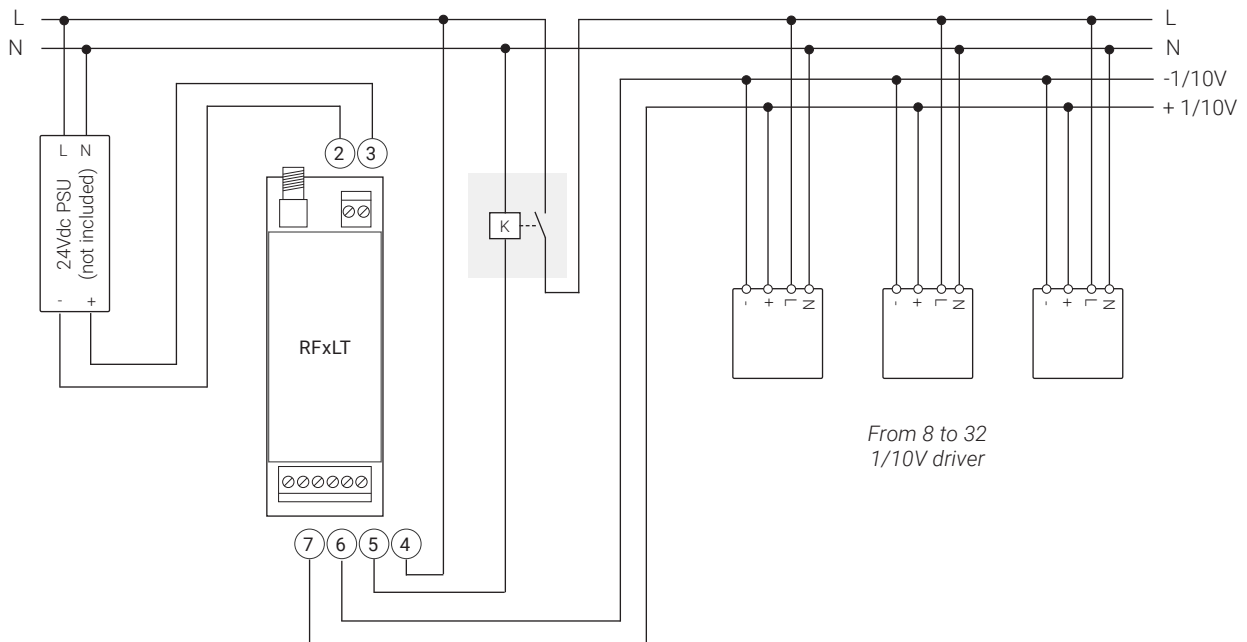 L
N
L
N
-1/10V
+ 1/10V
L N
24Vdc PSU
(not included)
- +
2
3
RFxLT
7
6
5
4
K
- + L N
- + L N
- + L N
From 8 to 32
1/10V driver